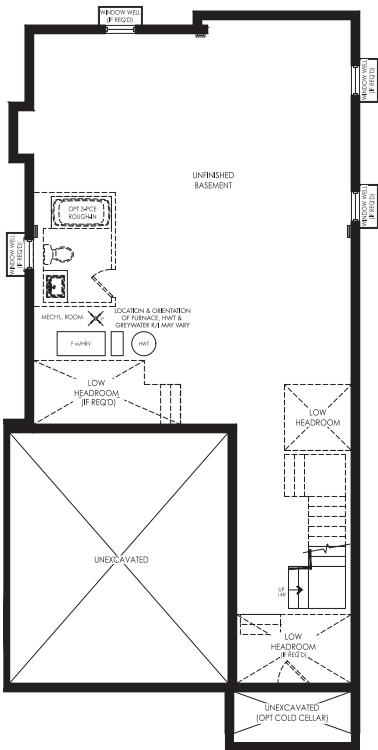 WINDOW WELL
(IF REQ'D)
WINDOW WELL
(IF REQ'D)
UNFINISHED
BASEMENT
WINDOW WELL
(IF REQ'D)
OPT 3-PCE
ROUGH-IN
WINDOW WELL
(IF REQ'D)
MECH'L. ROOM
LOCATION & ORIENTATION
OF FURNACE, HWT &
GREYWATER R/I MAY VARY
F W/HRV
HWT
LOW
HEADROOM
(IF REQ'D)
LOW
HEADROOM
UNEXCAVATED
UP
14R
LOW
HEADROOM
(IF REQ'D)
UNEXCAVATED
(OPT COLD CELLAR)